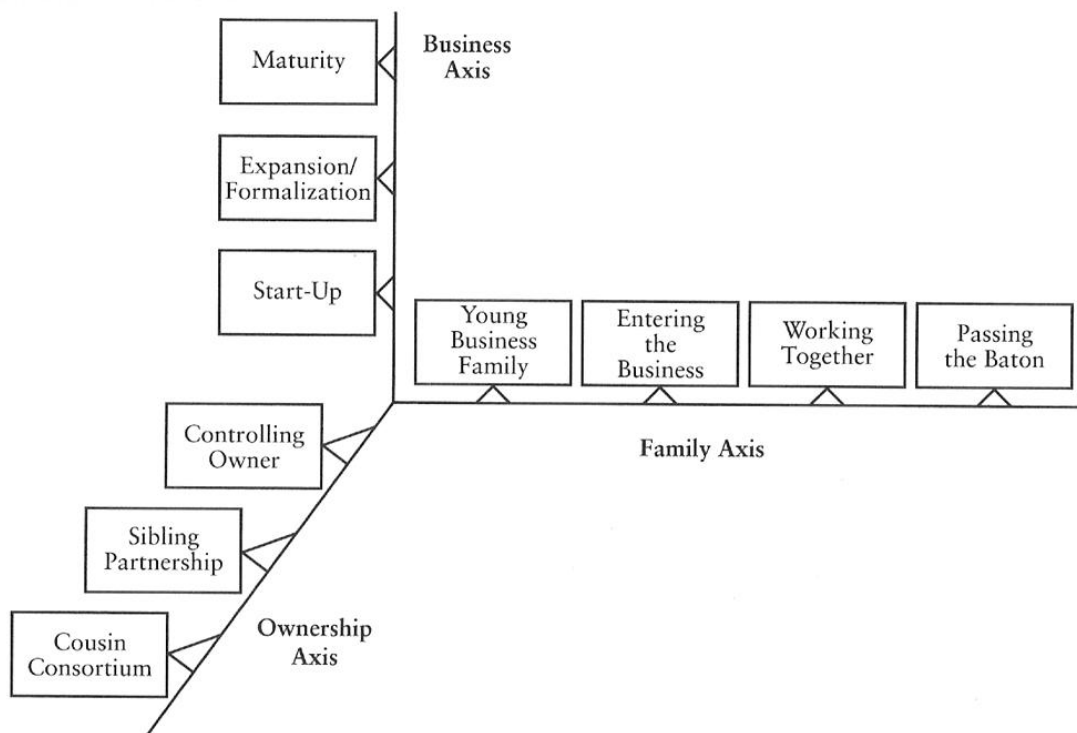 Maturity
Business
Axis
Expansion/
Formalization
Start-Up
Young
Business
Family
Entering
the
Business
Working
Together
Passing
the Baton
Controlling
Owner
Family Axis
Sibling
Partnership
Ownership
Axis
Cousin
Consortium